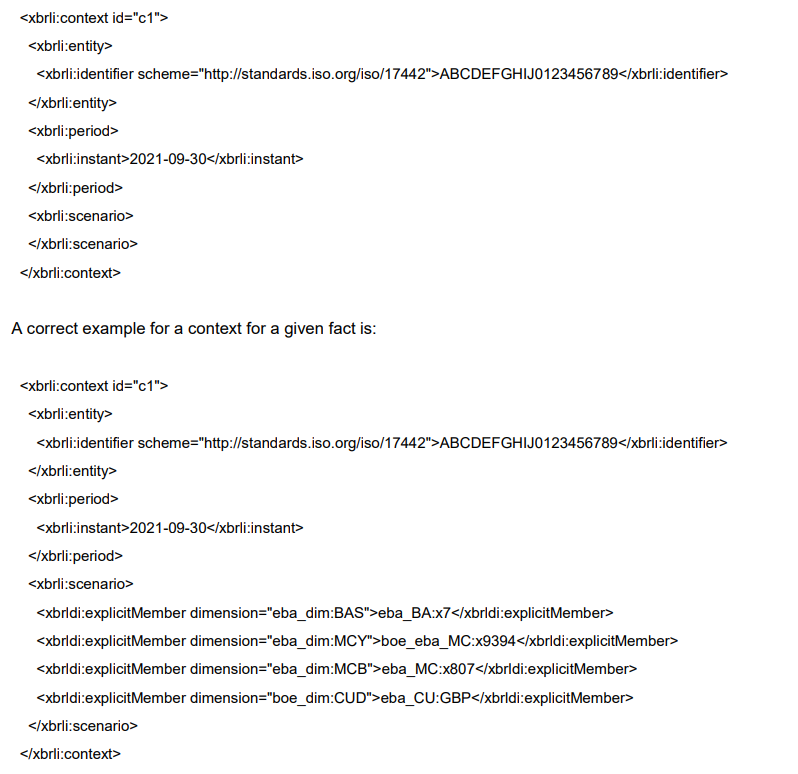 <xbrli:context id="c1">
<xbrli:entity>
<xbrli:identifier scheme="http://standards.iso.org/iso/17442">ABCDEFGHIJ0123456789</xbrli:identifier>
</xbrli:entity>
<xbrli:period>
<xbrli:instant>2021-09-30</xbrli:instant>
</xbrli:period>
<xbrli:scenario>
</xbrli:scenario>
</xbrli:context>
A correct example for a context for a given fact is:
<xbrli:context id="c1">
<xbrli:entity>
<xbrli:identifier scheme="http://standards.iso.org/iso/17442">ABCDEFGHIJ0123456789</xbrli:identifier>
</xbrli:entity>
<xbrli:period>
<xbrli:instant>2021-09-30</xbrli:instant>
</xbrli:period>
<xbrli:scenario>
<xbrldi:explicitMember dimension="eba_dim:BAS">eba_BA:x7</xbrldi:explicitMember>
<xbrldi:explicitMember dimension="eba_dim:MCY">boe_eba_MC:x9394</xbrldi:explicitMember>
<xbrldi:explicitMember dimension="eba_dim:MCB">eba_MC:x807</xbrldi:explicitMember>
<xbrldi:explicitMember dimension="boe_dim:CUD">eba_CU:GBP</xbrldi:explicitMember>
</xbrli:scenario>
</xbrli:context>